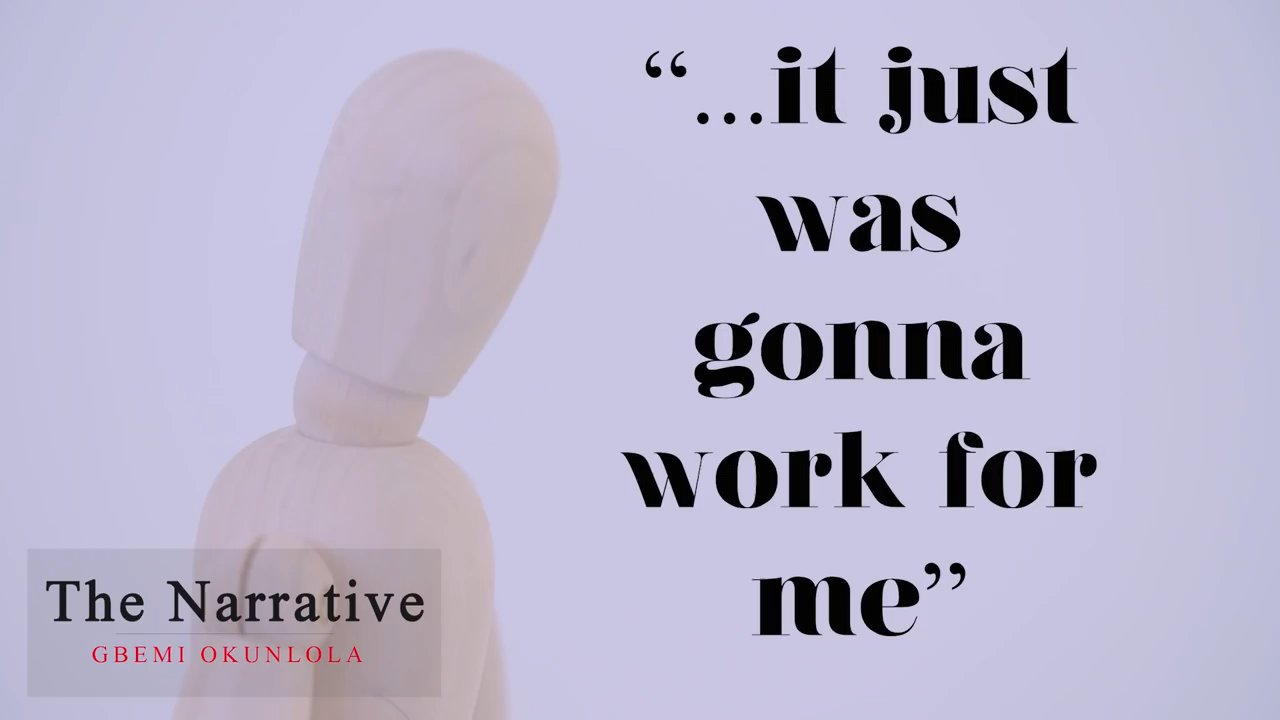 “...it just
was
gonna
work for
me”
The Narrative
GBEMI OKUNLOLA